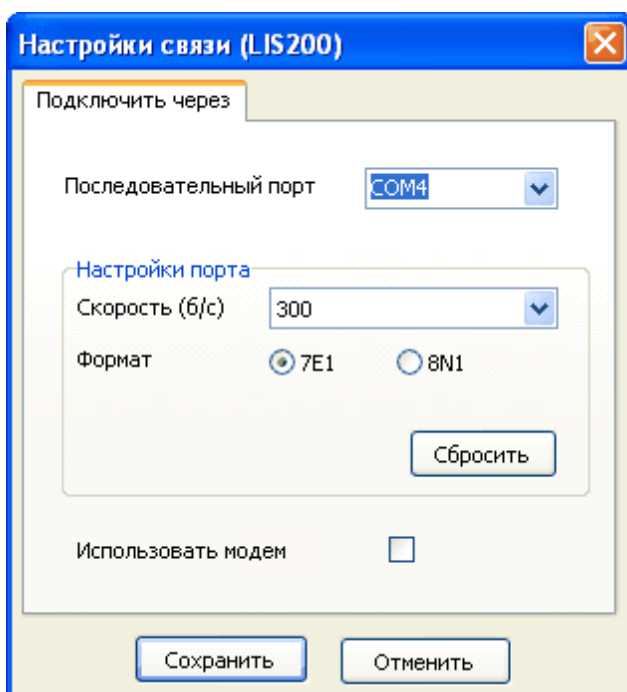 Настройки связи (LIS200)
Подключить через
Последовательный порт COM4
Настройки порта
Скорость (б/с) 300
Формат 7E1 8N1
Сбросить
Использовать модем
Сохранить Отменить